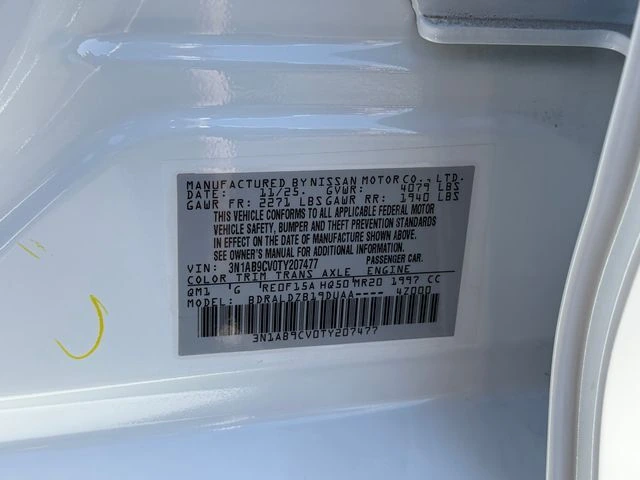 MANUFACTURED BY NISSAN MOTOR CO., LTD.
DATE: 11/25 GVWR: 4079 LBS
GAWR FR: 2271 LBS GAWR RR: 1940 LBS
THIS VEHICLE CONFORMS TO ALL APPLICABLE FEDERAL MOTOR
VEHICLE SAFETY, BUMPER AND THEFT PREVENTION STANDARDS
IN EFFECT ON THE DATE OF MANUFACTURE SHOWN ABOVE.
SEE OWNER'S MANUAL FOR ADDITIONAL INFORMATION.
VIN: 3N1AB9CV0TY207477 PASSENGER CAR.
COLOR TRIM TRANS AXLE ENGINE
QM1 G RE0F15A HQ50 MR20 1997 CC
MODEL: BDRALDZB19DUAA---- 4Z000
3N1AB9CV0TY207477